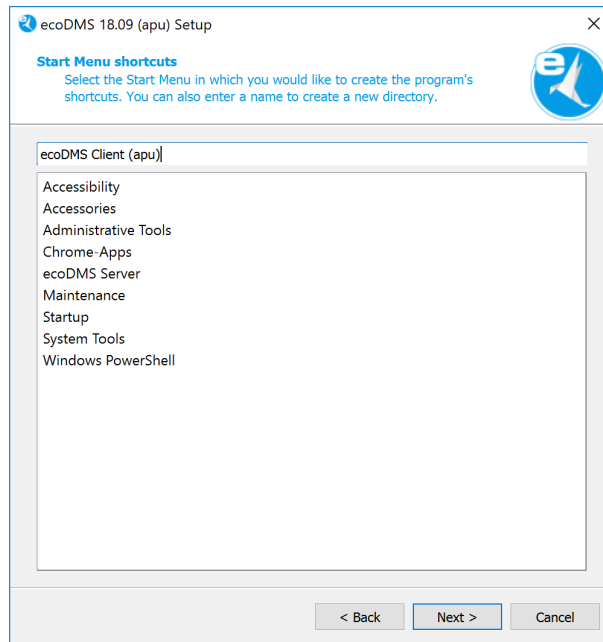 ecoDMS 18.09 (apu) Setup
Start Menu shortcuts
Select the Start Menu in which you would like to create the program's
shortcuts. You can also enter a name to create a new directory.
e
ecoDMS Client (apu)
Accessibility
Accessories
Administrative Tools
Chrome-Apps
ecoDMS Server
Maintenance
Startup
System Tools
Windows PowerShell
< Back Next > Cancel